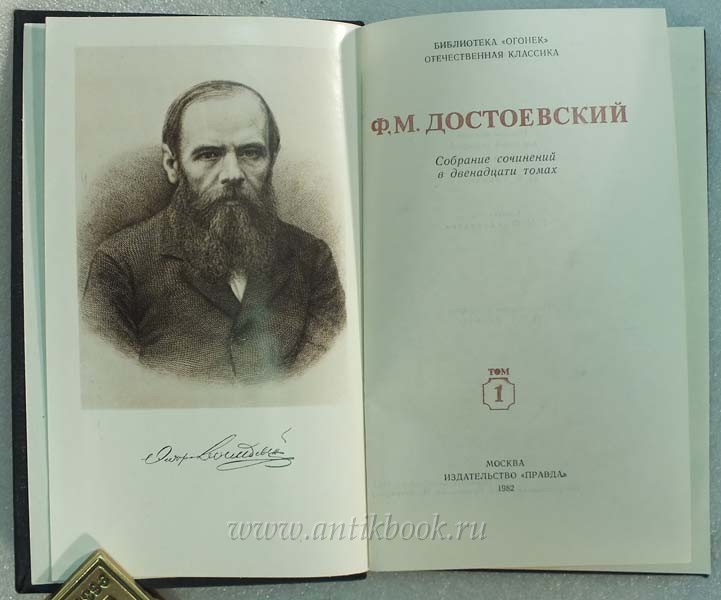 БИБЛИОТЕКА «ОГОНЕК»
ОТЕЧЕСТВЕННАЯ КЛАССИКА
Ф.М. ДОСТОЕВСКИЙ
Собрание сочинений
в двенадцати томах
ТОМ
1
МОСКВА
ИЗДАТЕЛЬСТВО «ПРАВДА»
1982
www.antikbook.ru